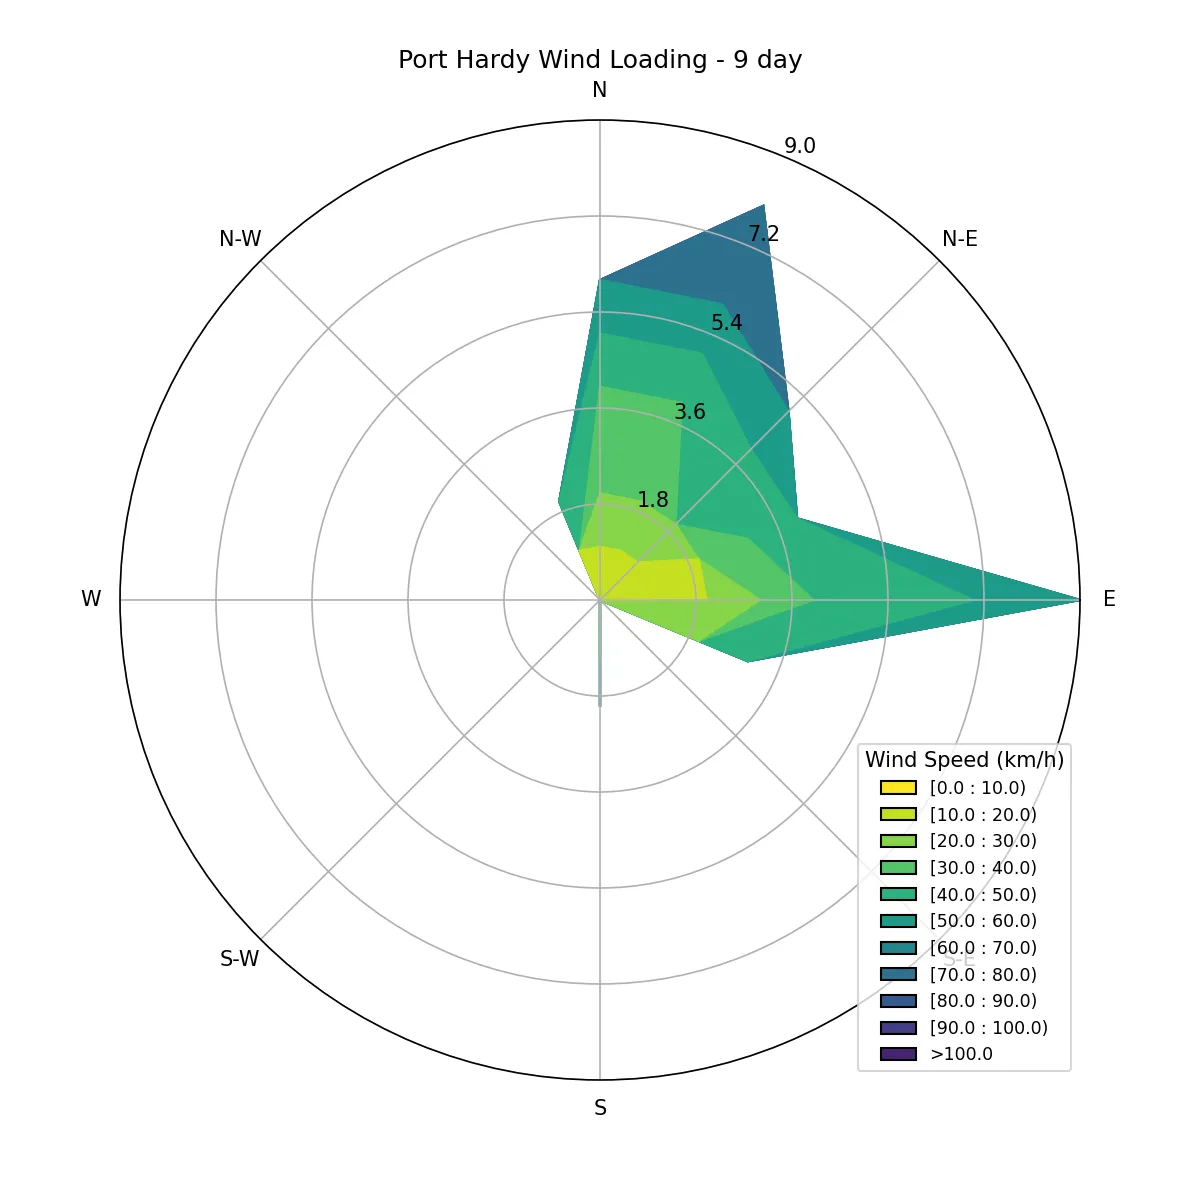 Port Hardy Wind Loading - 9 day
N
9.0
N-W
N-E
7.2
5.4
3.6
1.8
W
E
Wind Speed (km/h)
[0.0 : 10.0)
[10.0 : 20.0)
[20.0 : 30.0)
[30.0 : 40.0)
[40.0 : 50.0)
[50.0 : 60.0)
[60.0 : 70.0)
[70.0 : 80.0)
[80.0 : 90.0)
[90.0 : 100.0)
>100.0
S-W
S-E
S